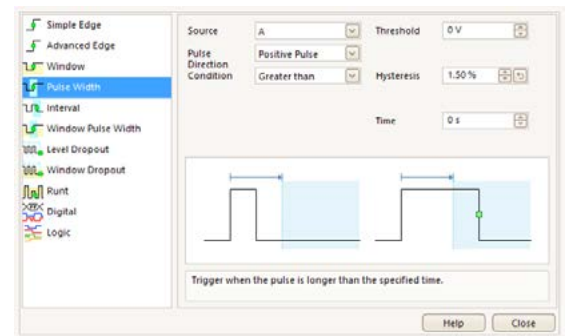 Simple Edge
Advanced Edge
Window
Pulse Width
Interval
Window Pulse Width
Level Dropout
Window Dropout
Runt
Digital
Logic
Source A Threshold 0 V
Pulse Direction Positive Pulse
Condition Greater than Hysteresis 1.50 %
Time 0 s
Trigger when the pulse is longer than the specified time.
Help Close